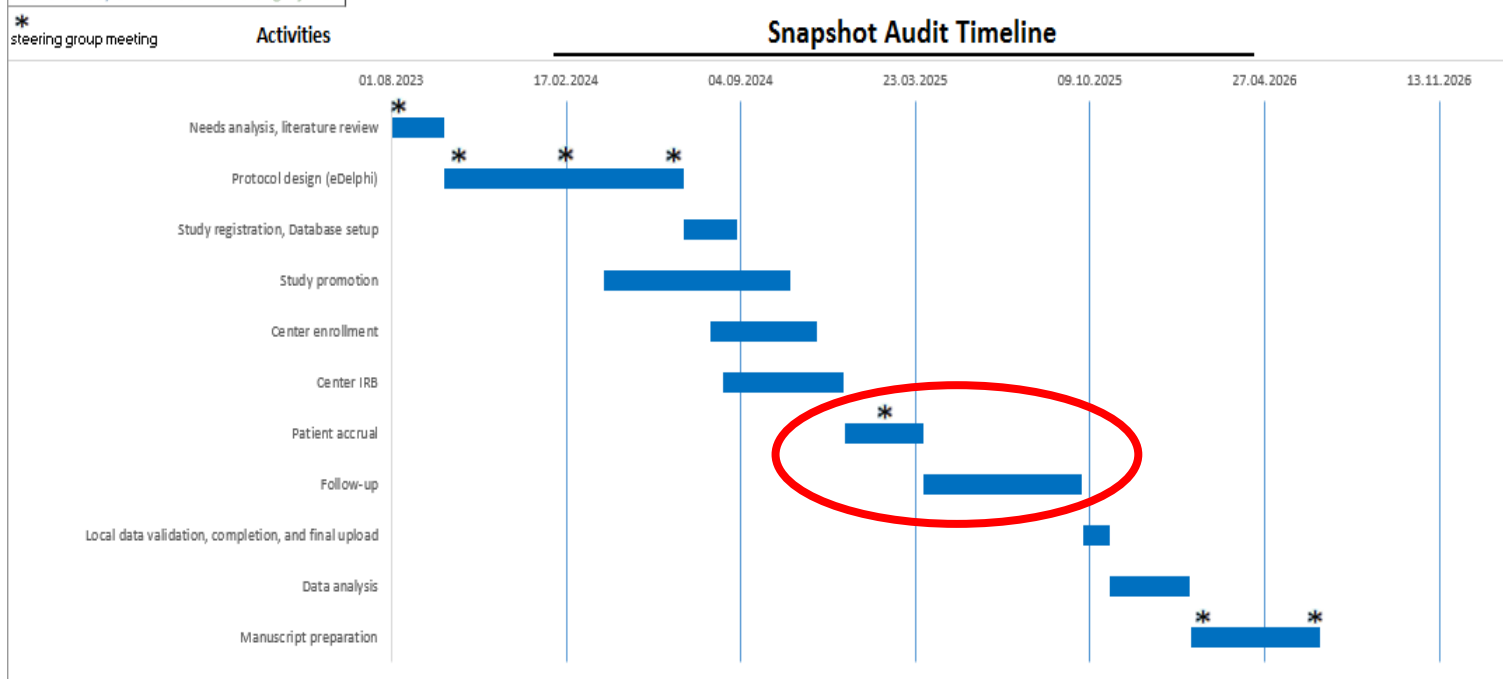 *
steering group meeting
Activities
Snapshot Audit Timeline
01.08.2023 17.02.2024 04.09.2024 23.03.2025 09.10.2025 27.04.2026 13.11.2026
*
Needs analysis, literature review
* * *
Protocol design (eDelphi)
Study registration, Database setup
Study promotion
Center enrollment
Center IRB
*
Patient accrual
Follow-up
Local data validation, completion, and final upload
Data analysis
* *
Manuscript preparation